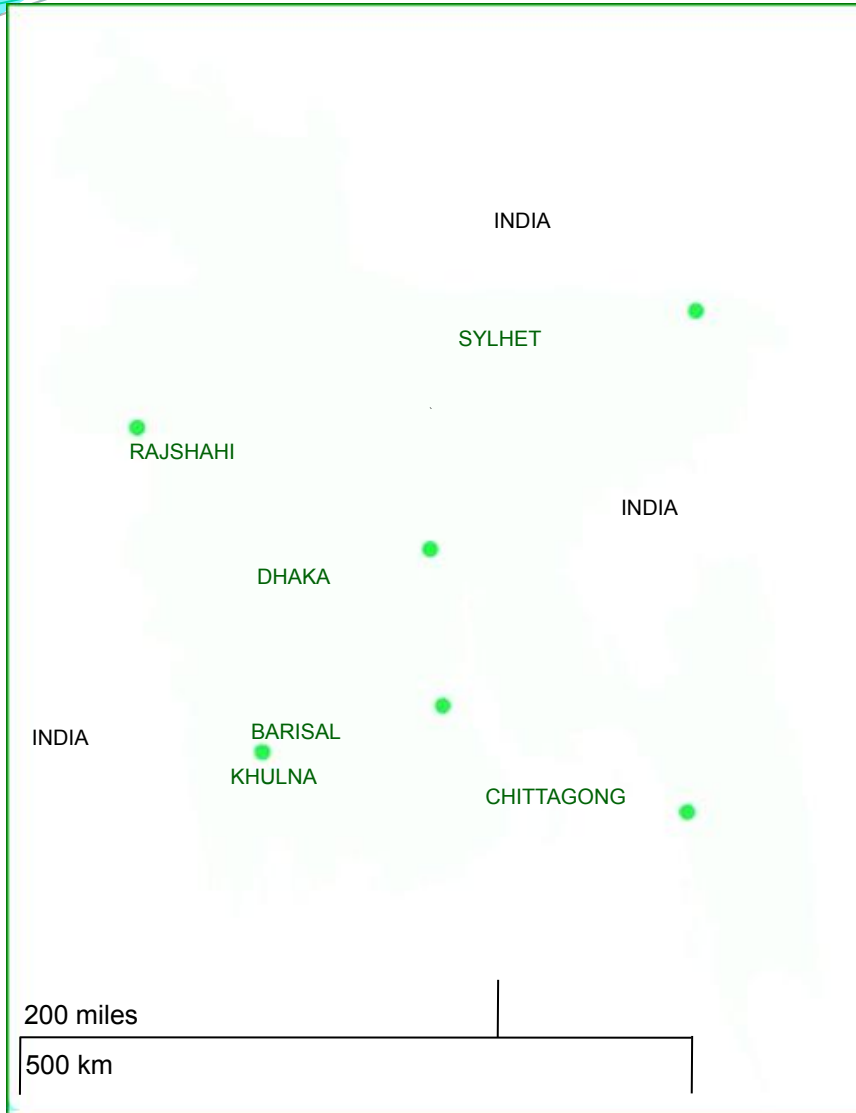 INDIA
SYLHET
RAJSHAHI
INDIA
DHAKA
BARISAL
INDIA
KHULNA
CHITTAGONG
200 miles
500 km